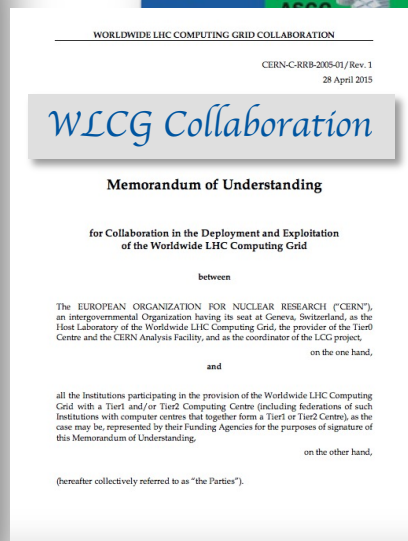 ASCO
WORLDWIDE LHC COMPUTING GRID COLLABORATION
CERN-C-RRB-2005-01/Rev. 1
28 April 2015
WLCG Collaboration
Memorandum of Understanding
for Collaboration in the Deployment and Exploitation
of the Worldwide LHC Computing Grid
between
The EUROPEAN ORGANIZATION FOR NUCLEAR RESEARCH ("CERN"),
an intergovernmental Organization having its seat at Geneva, Switzerland, as the
Host Laboratory of the Worldwide LHC Computing Grid, the provider of the Tier0
Centre and the CERN Analysis Facility, and as the coordinator of the LCG project,
on the one hand,
and
all the Institutions participating in the provision of the Worldwide LHC Computing
Grid with a Tier1 and/or Tier2 Computing Centre (including federations of such
Institutions with computer centres that together form a Tier1 or Tier2 Centre), as the
case may be, represented by their Funding Agencies for the purposes of signature of
this Memorandum of Understanding,
on the other hand,
(hereafter collectively referred to as "the Parties").